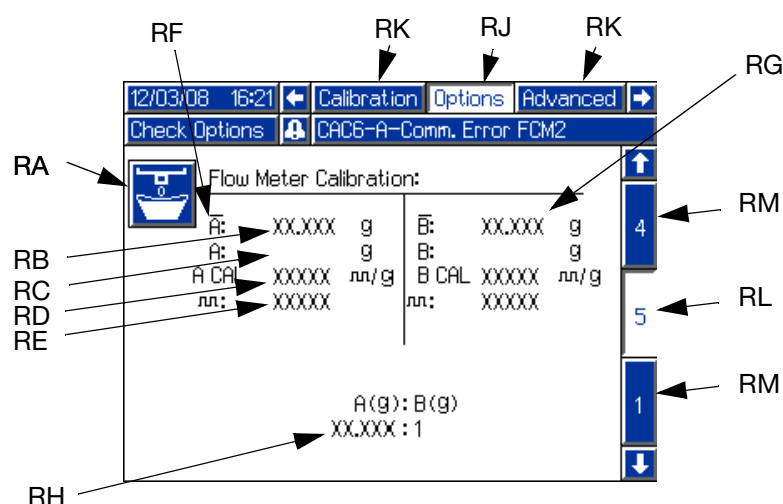 RF RK RJ RK RG
12/03/08 16:21 Calibration Options Advanced
Check Options CAC6-A-Comm. Error FCM2
RA
0
Flow Meter Calibration:
RM
4
A̅: XX.XXX g B̅: XX.XXX g
RB
A: g B: g
RC
A CAL XXXXX ⎍⎍/g B CAL XXXXX ⎍⎍/g
RD
⎍⎍: XXXXX ⎍⎍: XXXXX
RE
5
RL
A(g):B(g)
XX.XXX:1
1
RM
RH